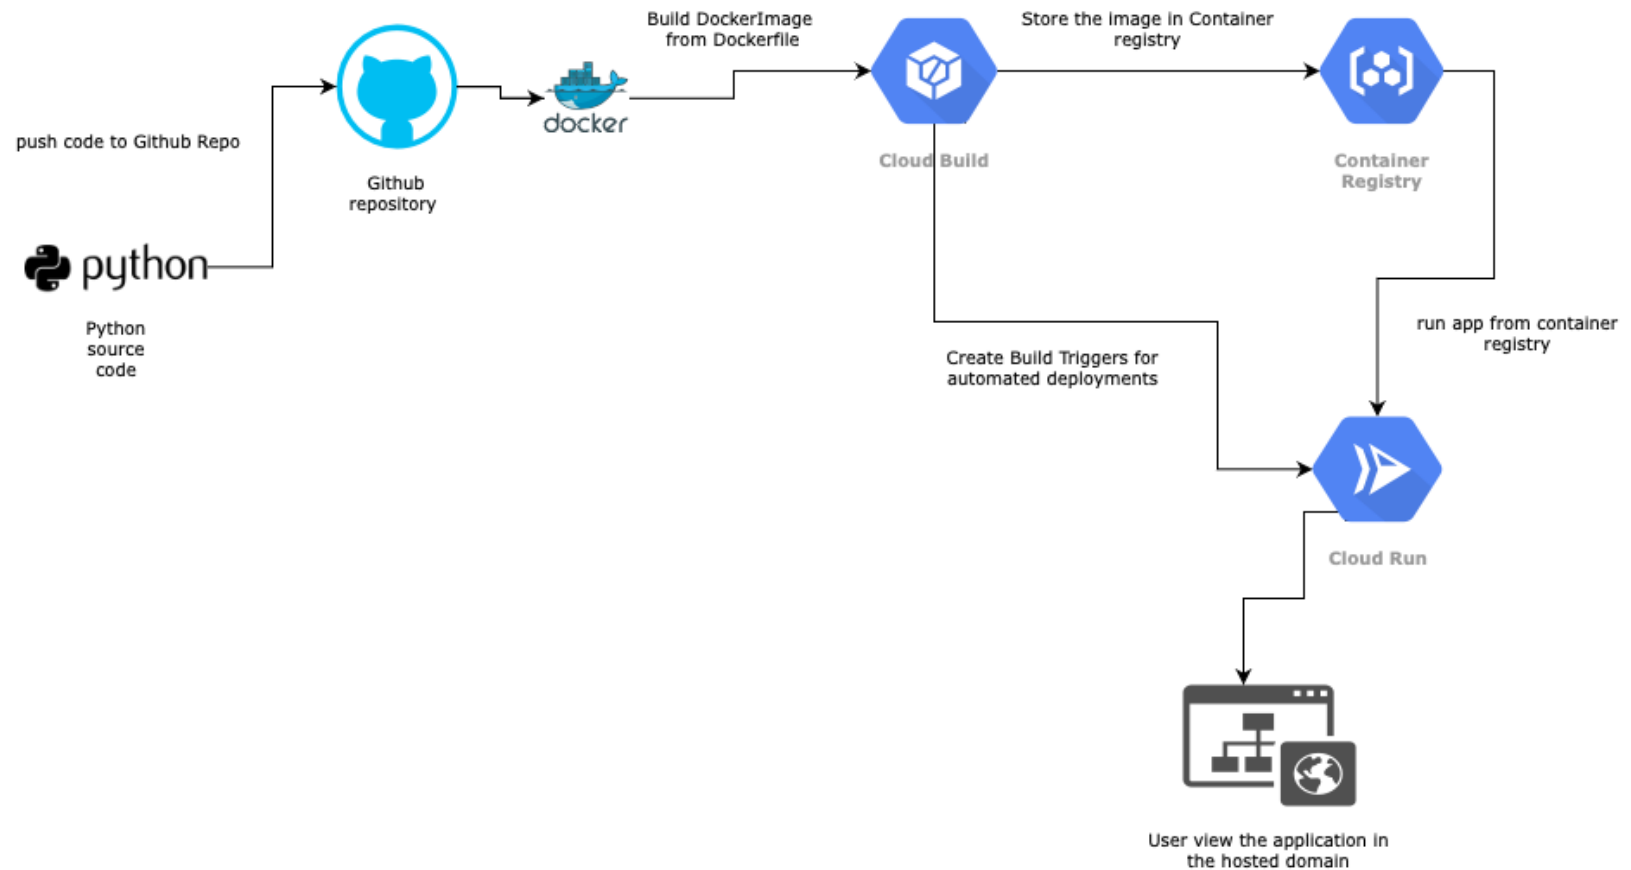 Build DockerImage
from Dockerfile
Store the image in Container
registry
push code to Github Repo
docker
Github
repository
Cloud Build
Container
Registry
python
Python
source
code
run app from container
registry
Create Build Triggers for
automated deployments
Cloud Run
User view the application in
the hosted domain